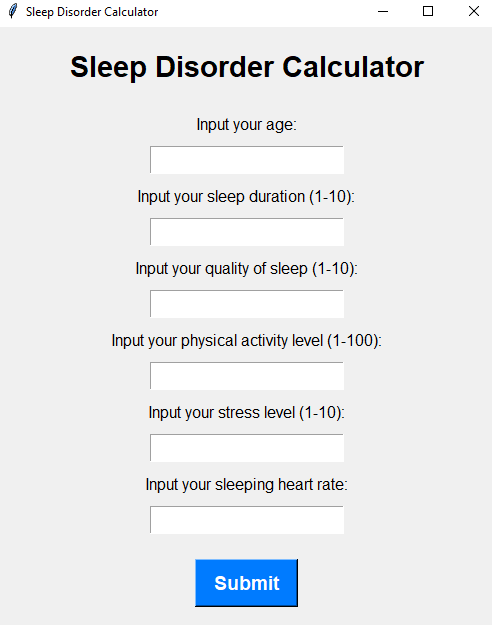 Sleep Disorder Calculator
Sleep Disorder Calculator
Input your age:
Input your sleep duration (1-10):
Input your quality of sleep (1-10):
Input your physical activity level (1-100):
Input your stress level (1-10):
Input your sleeping heart rate:
Submit